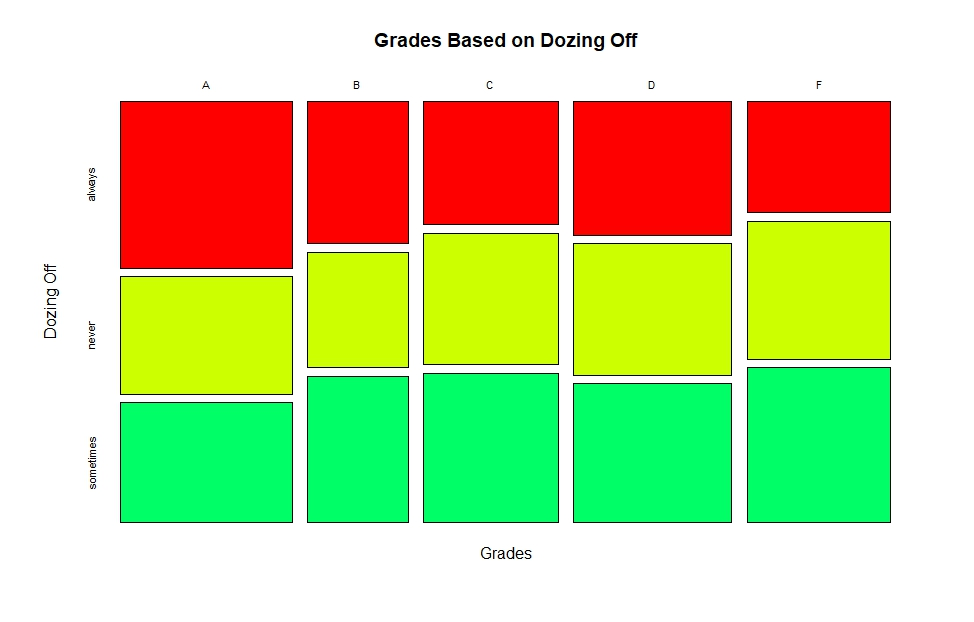 Grades Based on Dozing Off
A B C D F
always
never
sometimes
Dozing Off
Grades